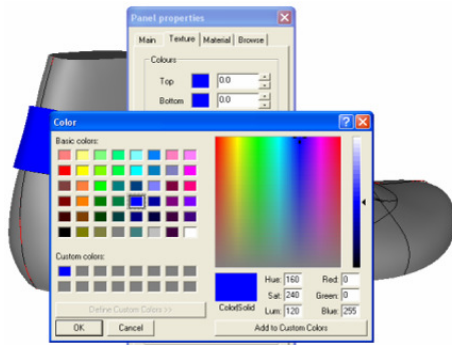 Panel properties
Main Texture Material Browse
Colours
Top 0.0
Bottom 0.0
Color
Basic colors:
Custom colors:
Define Custom Colors >>
OK Cancel
Color|Solid
Hue: 160 Red: 0
Sat: 240 Green: 0
Lum: 120 Blue: 255
Add to Custom Colors